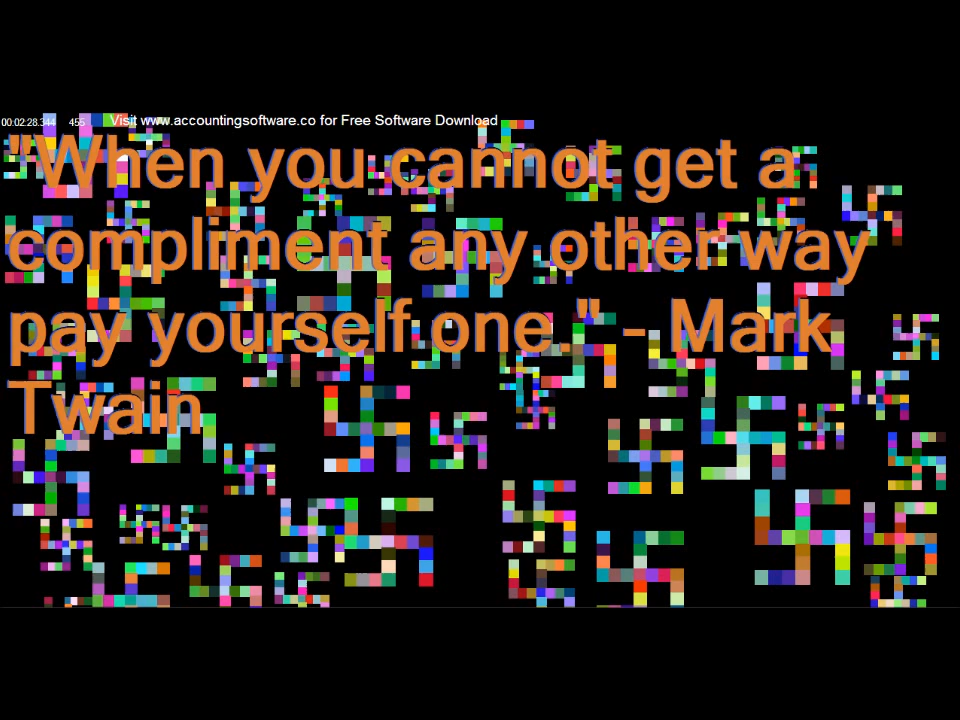 00:02:28.344 455 Visit www.accountingsoftware.co for Free Software Download
"When you cannot get a
compliment any other way
pay yourself one." - Mark
Twain